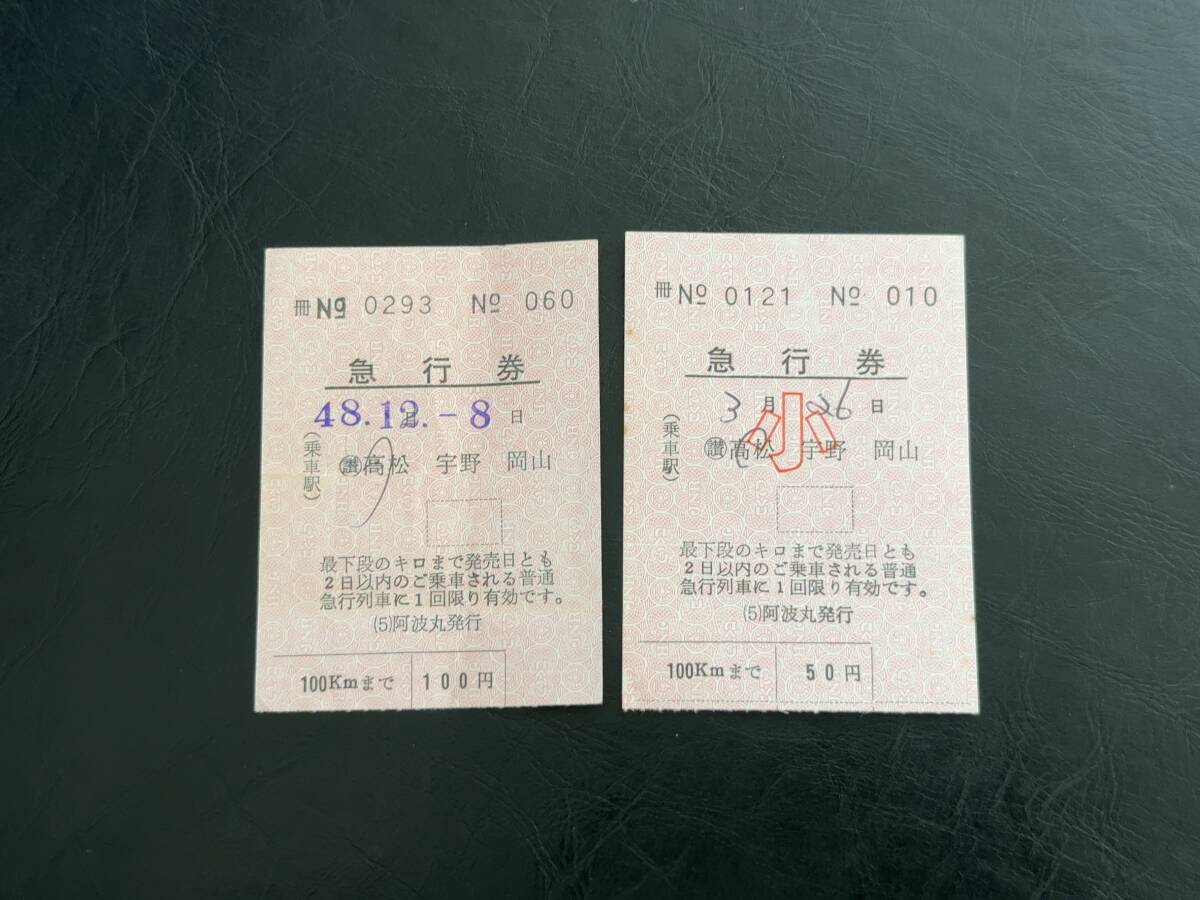 冊 No 0293 No 060
急行券
48.12.-8日
(乗車駅)
讃高松 宇野 岡山
最下段のキロまで発売日とも
2日以内のご乗車される普通
急行列車に1回限り有効です。
(5)阿波丸発行
100Kmまで 100円
冊 No 0121 No 010
急行券
3月26日
小
(乗車駅)
讃高松 宇野 岡山
最下段のキロまで発売日とも
2日以内のご乗車される普通
急行列車に1回限り有効です。
(5)阿波丸発行
100Kmまで 50円